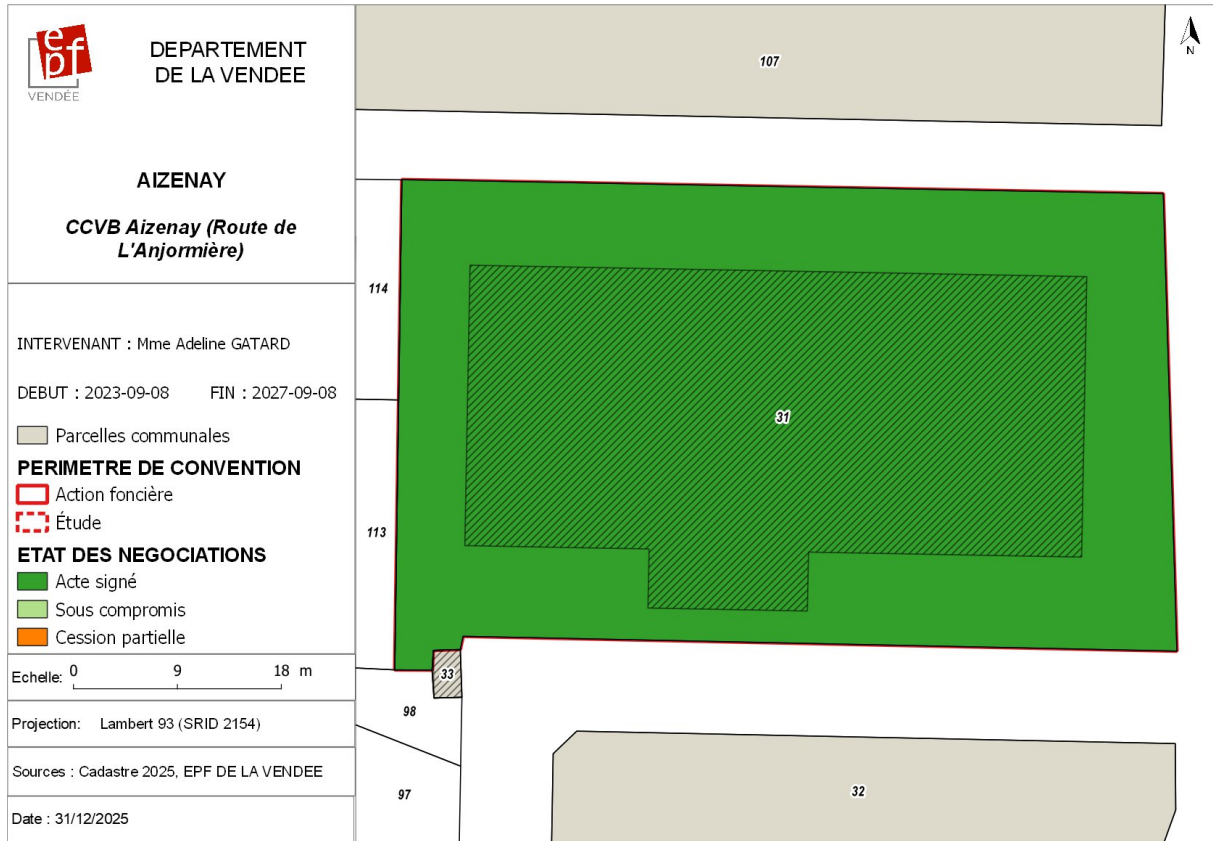 epf
VENDÉE
DEPARTEMENT
DE LA VENDEE
AIZENAY
CCVB Aizenay (Route de
L'Anjormière)
INTERVENANT : Mme Adeline GATARD
DEBUT : 2023-09-08 FIN : 2027-09-08
Parcelles communales
PERIMETRE DE CONVENTION
Action foncière
Étude
ETAT DES NEGOCIATIONS
Acte signé
Sous compromis
Cession partielle
Echelle: 0 9 18 m
Projection: Lambert 93 (SRID 2154)
Sources : Cadastre 2025, EPF DE LA VENDEE
Date : 31/12/2025
107
N
114
31
113
33
98
97
32